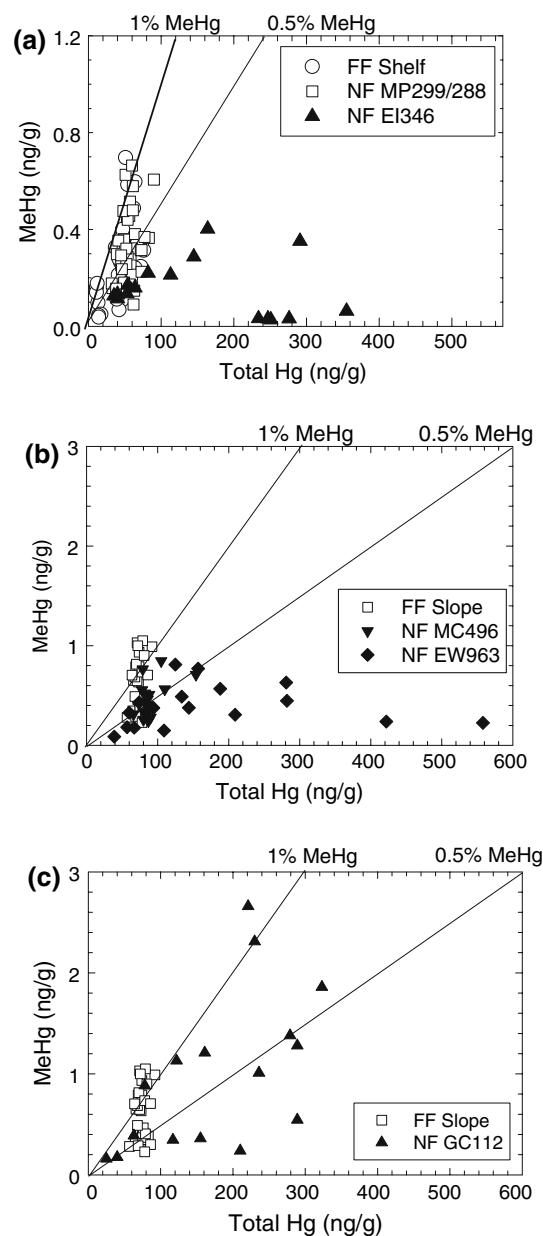 (a)
1% MeHg
0.5% MeHg
1.2
0.8
0.4
0.0
MeHg (ng/g)
FF Shelf
NF MP299/288
NF EI346
0 100 200 300 400 500
Total Hg (ng/g)
(b)
1% MeHg
0.5% MeHg
3
2
1
0
MeHg (ng/g)
FF Slope
NF MC496
NF EW963
0 100 200 300 400 500 600
Total Hg (ng/g)
(c)
1% MeHg
0.5% MeHg
3
2
1
0
MeHg (ng/g)
FF Slope
NF GC112
0 100 200 300 400 500 600
Total Hg (ng/g)